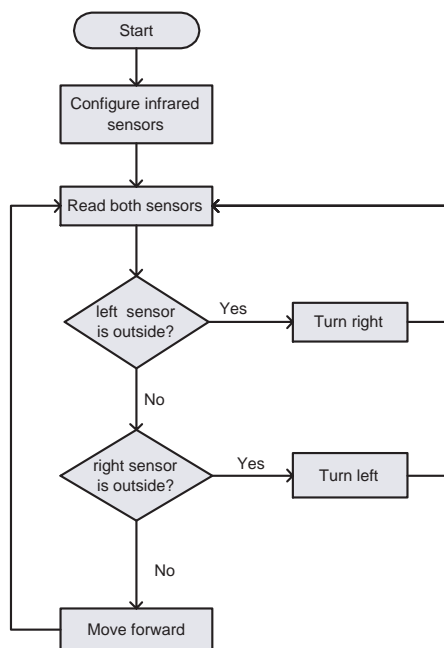 Start
Configure infrared
sensors
Read both sensors
left sensor
is outside?
Yes
Turn right
No
right sensor
is outside?
Yes
Turn left
No
Move forward